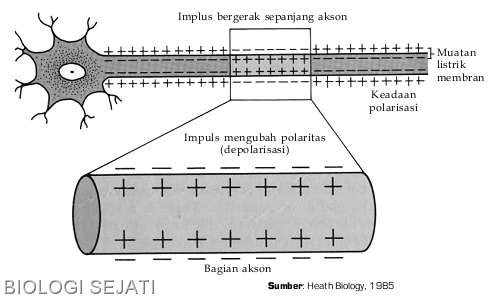 Implus bergerak sepanjang akson
Muatan
listrik
membran
Keadaan
polarisasi
Impuls mengubah polaritas
(depolarisasi)
Bagian akson
BIOLOGI SEJATI
Sumber: Heath Biology, 1985